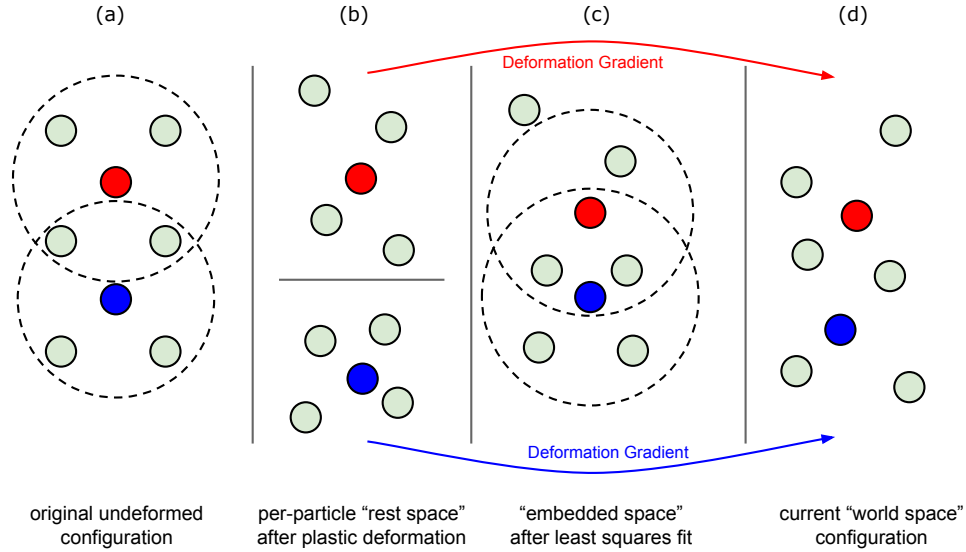 (a)
(b)
(c)
(d)
Deformation Gradient
Deformation Gradient
original undeformed
configuration
per-particle “rest space”
after plastic deformation
“embedded space”
after least squares fit
current “world space”
configuration